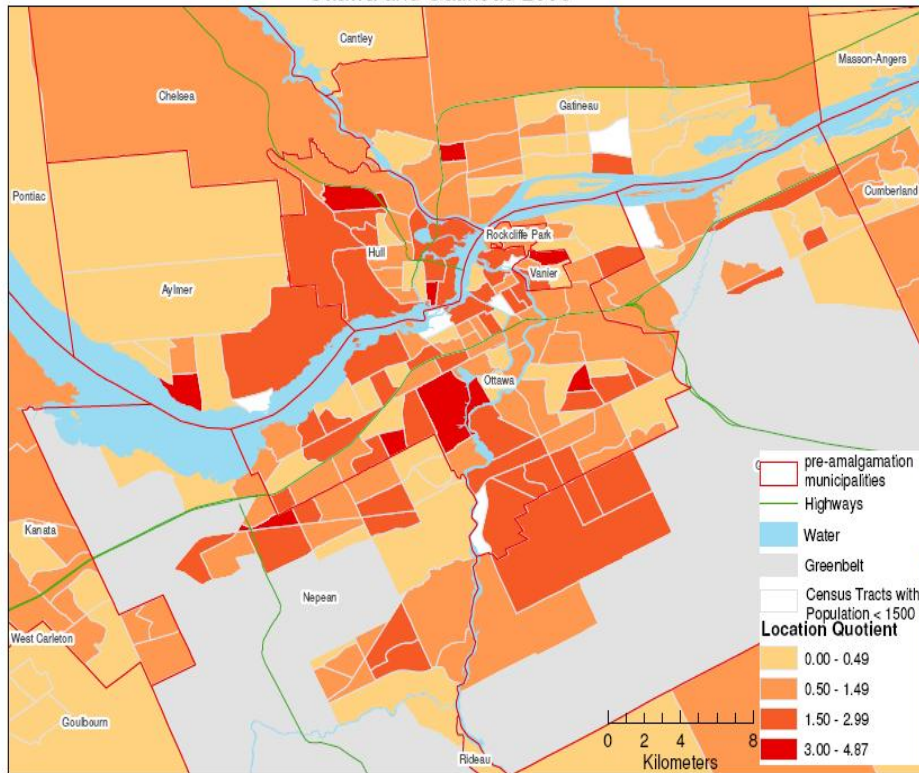 Cantley
Masson-Angers
Chelsea
Gatineau
Pontiac
Cumberland
Rockcliffe Park
Hull
Vanier
Aylmer
Ottawa
pre-amalgamation
municipalities
Highways
Kanata
Water
Greenbelt
Nepean
Census Tracts with
Population < 1500
West Carleton
Location Quotient
0.00 - 0.49
0.50 - 1.49
Goulbourn
1.50 - 2.99
0 2 4 8
3.00 - 4.87
Rideau
Kilometers